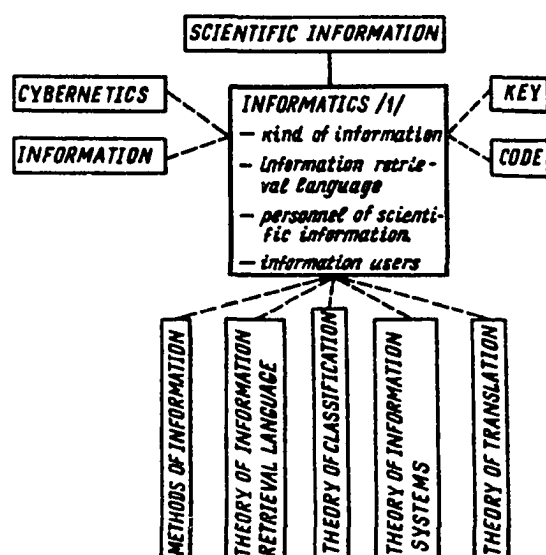 SCIENTIFIC INFORMATION
CYBERNETICS
INFORMATION
INFORMATICS /1/
- kind of information
- information retrie-
val language
- personnel of scienti-
fic information
- information users
KEY
CODE
METHODS OF INFORMATION
THEORY OF INFORMATION
RETRIEVAL LANGUAGE
THEORY OF CLASSIFICATION
THEORY OF INFORMATION
SYSTEMS
THEORY OF TRANSLATION